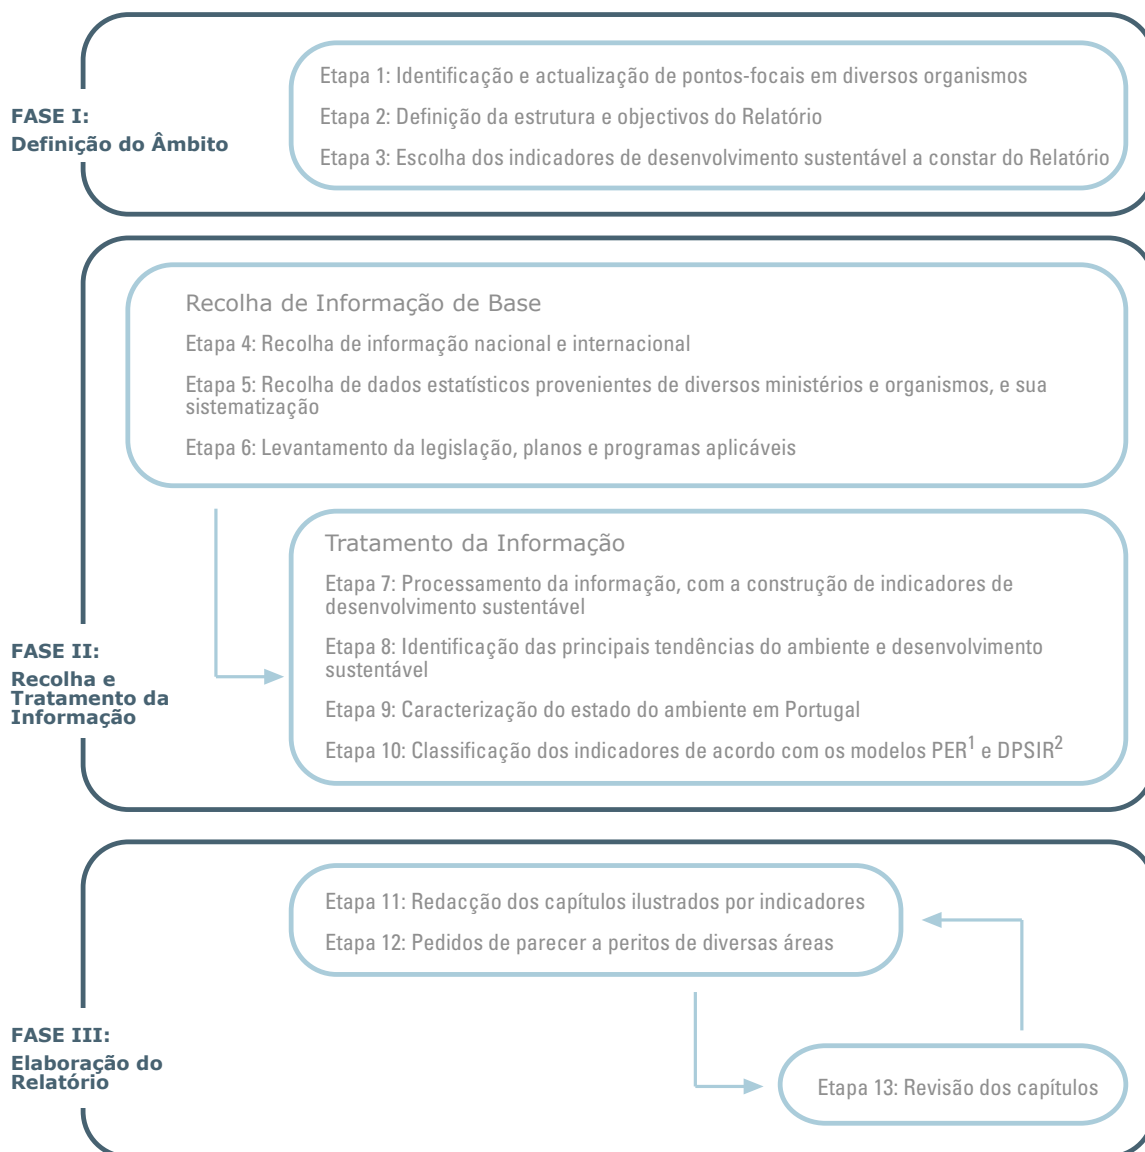 FASE I:
Definição do Âmbito
Etapa 1: Identificação e actualização de pontos-focais em diversos organismos
Etapa 2: Definição da estrutura e objectivos do Relatório
Etapa 3: Escolha dos indicadores de desenvolvimento sustentável a constar do Relatório
FASE II:
Recolha e
Tratamento da
Informação
Recolha de Informação de Base
Etapa 4: Recolha de informação nacional e internacional
Etapa 5: Recolha de dados estatísticos provenientes de diversos ministérios e organismos, e sua
sistematização
Etapa 6: Levantamento da legislação, planos e programas aplicáveis
Tratamento da Informação
Etapa 7: Processamento da informação, com a construção de indicadores de
desenvolvimento sustentável
Etapa 8: Identificação das principais tendências do ambiente e desenvolvimento
sustentável
Etapa 9: Caracterização do estado do ambiente em Portugal
Etapa 10: Classificação dos indicadores de acordo com os modelos PER¹ e DPSIR²
FASE III:
Elaboração do
Relatório
Etapa 11: Redacção dos capítulos ilustrados por indicadores
Etapa 12: Pedidos de parecer a peritos de diversas áreas
Etapa 13: Revisão dos capítulos